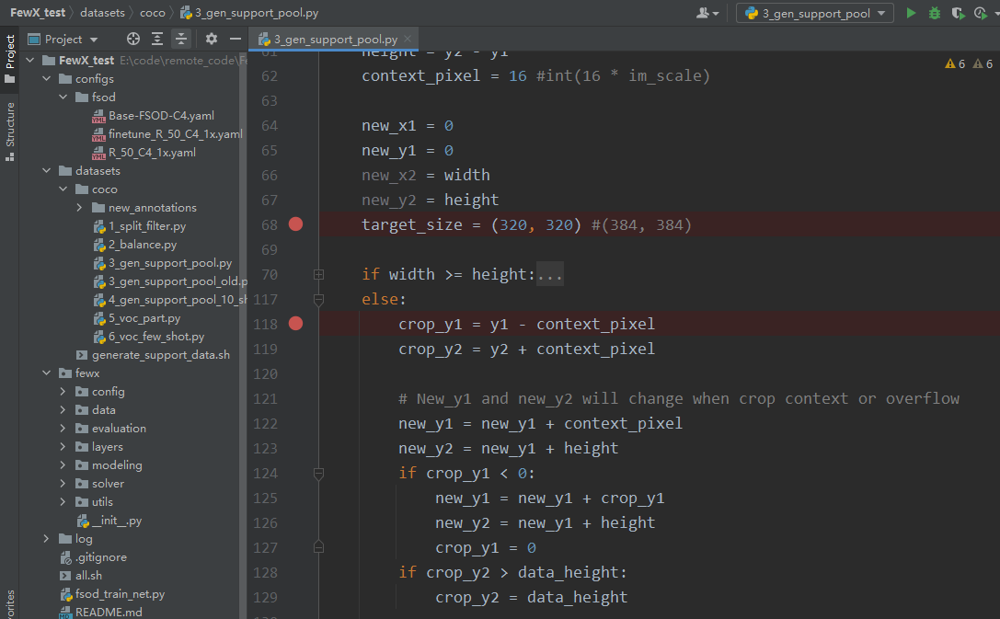 FewX_test datasets coco 3_gen_support_pool.py
3_gen_support_pool
Project
Structure
Project
3_gen_support_pool.py
FewX_test E:\code\remote_code\
configs
fsod
Base-FSOD-C4.yaml
finetune_R_50_C4_1x.yaml
R_50_C4_1x.yaml
datasets
coco
new_annotations
1_split_filter.py
2_balance.py
3_gen_support_pool.py
3_gen_support_pool_old.p
4_gen_support_pool_10_sh
5_voc_part.py
6_voc_few_shot.py
generate_support_data.sh
fewx
config
data
evaluation
layers
modeling
solver
utils
__init__.py
log
.gitignore
all.sh
fsod_train_net.py
README.md
6 6
61 height = y2 - y1
62 context_pixel = 16 #int(16 * im_scale)
63
64 new_x1 = 0
65 new_y1 = 0
66 new_x2 = width
67 new_y2 = height
68 target_size = (320, 320) #(384, 384)
69
70 if width >= height:...
117 else:
118 crop_y1 = y1 - context_pixel
119 crop_y2 = y2 + context_pixel
120
121 # New_y1 and new_y2 will change when crop context or overflow
122 new_y1 = new_y1 + context_pixel
123 new_y2 = new_y1 + height
124 if crop_y1 < 0:
125 new_y1 = new_y1 + crop_y1
126 new_y2 = new_y1 + height
127 crop_y1 = 0
128 if crop_y2 > data_height:
129 crop_y2 = data_height